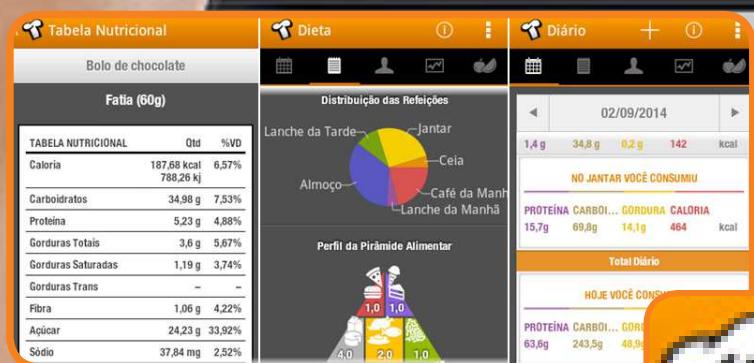 Tabela Nutricional
Bolo de chocolate
Fatia (60g)
TABELA NUTRICIONAL Qtd %VD
Caloria 187,68 kcal 6,57%
788,26 kj
Carboidratos 34,98 g 7,53%
Proteína 5,23 g 4,88%
Gorduras Totais 3,6 g 5,67%
Gorduras Saturadas 1,19 g 3,74%
Gorduras Trans – –
Fibra 1,06 g 4,22%
Açúcar 24,23 g 33,92%
Sódio 37,84 mg 2,52%
Dieta
Distribuição das Refeições
Lanche da Tarde
Jantar
Ceia
Almoço
Café da Manh
Lanche da Manhã
Perfil da Pirâmide Alimentar
1,0 1,0
4,0 2,0 1,0
Diário
02/09/2014
1,4 g 34,8 g 0,2 g 142 kcal
NO JANTAR VOCÊ CONSUMIU
PROTEÍNA CARBOI... GORDURA CALORIA
15,7g 69,8g 14,1g 464 kcal
Total Diário
HOJE VOCÊ CONSU
PROTEÍNA CARBOI... GORD
63,6g 243,5g 48,9g